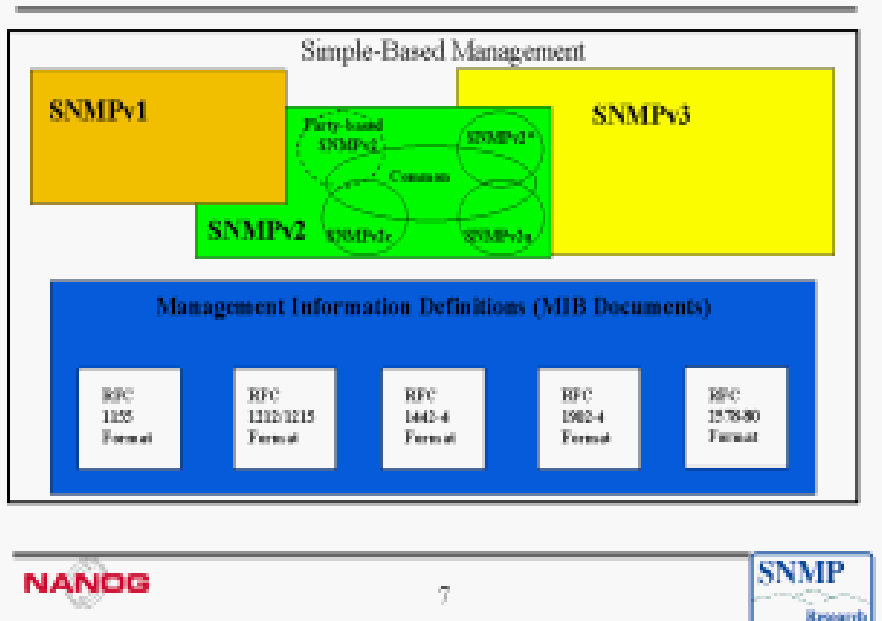 Simple-Based Management
SNMPv1
SNMPv3
Party-based
SNMPv2
SNMPv2*
Common
SNMPv2
SNMPv2c
SNMPv2u
Management Information Definitions (MIB Documents)
RFC
1155
Format
RFC
1212/1215
Format
RFC
1442-4
Format
RFC
1902-4
Format
RFC
2578-80
Format
NANOG
7
SNMP
Research